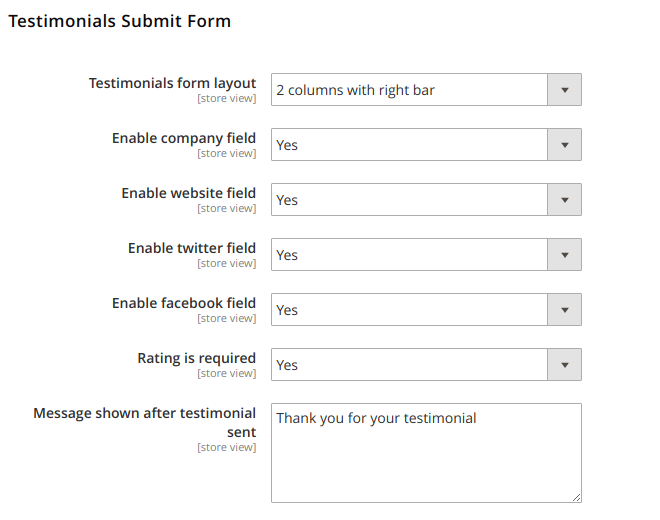 Testimonials Submit Form
Testimonials form layout
[store view]
2 columns with right bar
Enable company field
[store view]
Yes
Enable website field
[store view]
Yes
Enable twitter field
[store view]
Yes
Enable facebook field
[store view]
Yes
Rating is required
[store view]
Yes
Message shown after testimonial
sent
[store view]
Thank you for your testimonial